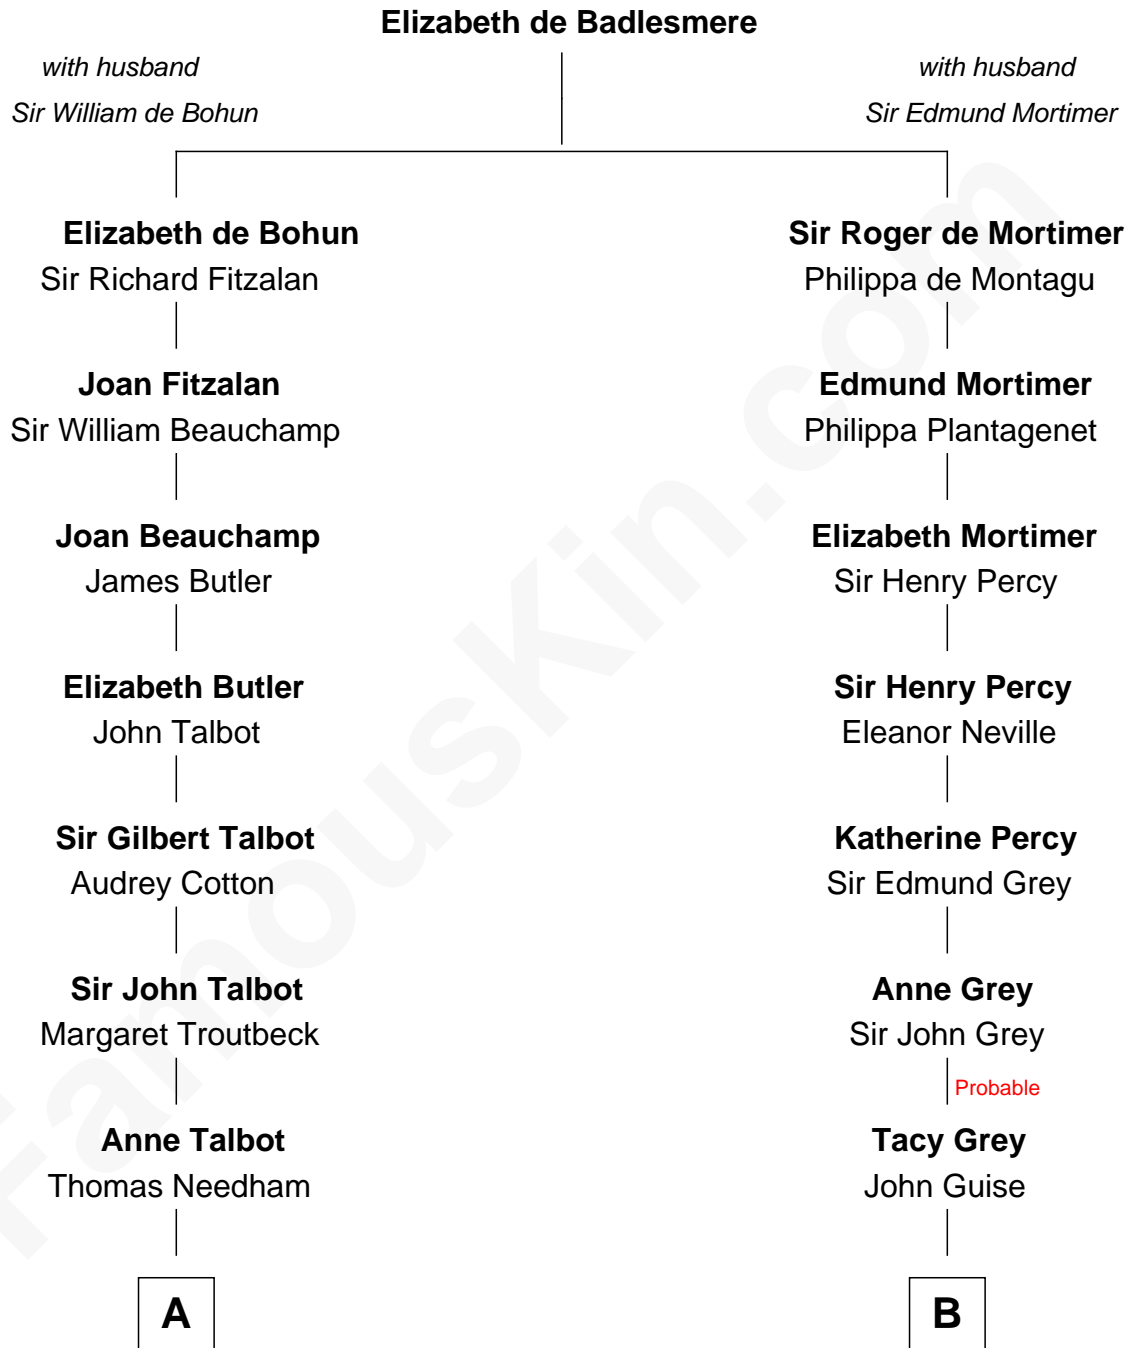 Elizabeth de Badlesmere
with husband
Sir William de Bohun
with husband
Sir Edmund Mortimer
Elizabeth de Bohun
Sir Richard Fitzalan
Sir Roger de Mortimer
Philippa de Montagu
Joan Fitzalan
Sir William Beauchamp
Edmund Mortimer
Philippa Plantagenet
Joan Beauchamp
James Butler
Elizabeth Mortimer
Sir Henry Percy
Elizabeth Butler
John Talbot
Sir Henry Percy
Eleanor Neville
Sir Gilbert Talbot
Audrey Cotton
Katherine Percy
Sir Edmund Grey
Sir John Talbot
Margaret Troutbeck
Anne Grey
Sir John Grey
Probable
Anne Talbot
Thomas Needham
Tacy Grey
John Guise
A
B
FamousKin.com